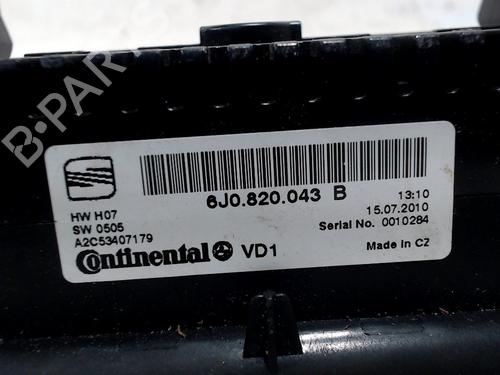 B-PARTS
6J0.820.043 B
HW H07
SW 0505
A2C53407179
13:10
15.07.2010
Serial No. 0010284
Continental VD1
Made in CZ